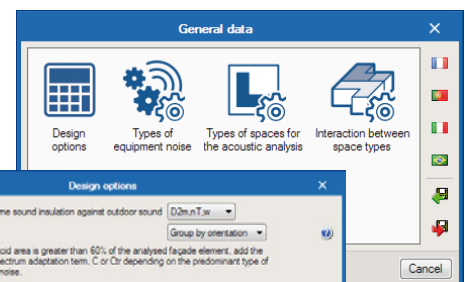 General data
Design options
Types of equipment noise
Types of spaces for the acoustic analysis
Interaction between space types
Design options
me sound insulation against outdoor sound D2m,nT,w
Group by orientation
cid area is greater than 60% of the analysed façade element, add the
ectrum adaptation term, C or Ctr depending on the predominant type of
noise.
Cancel